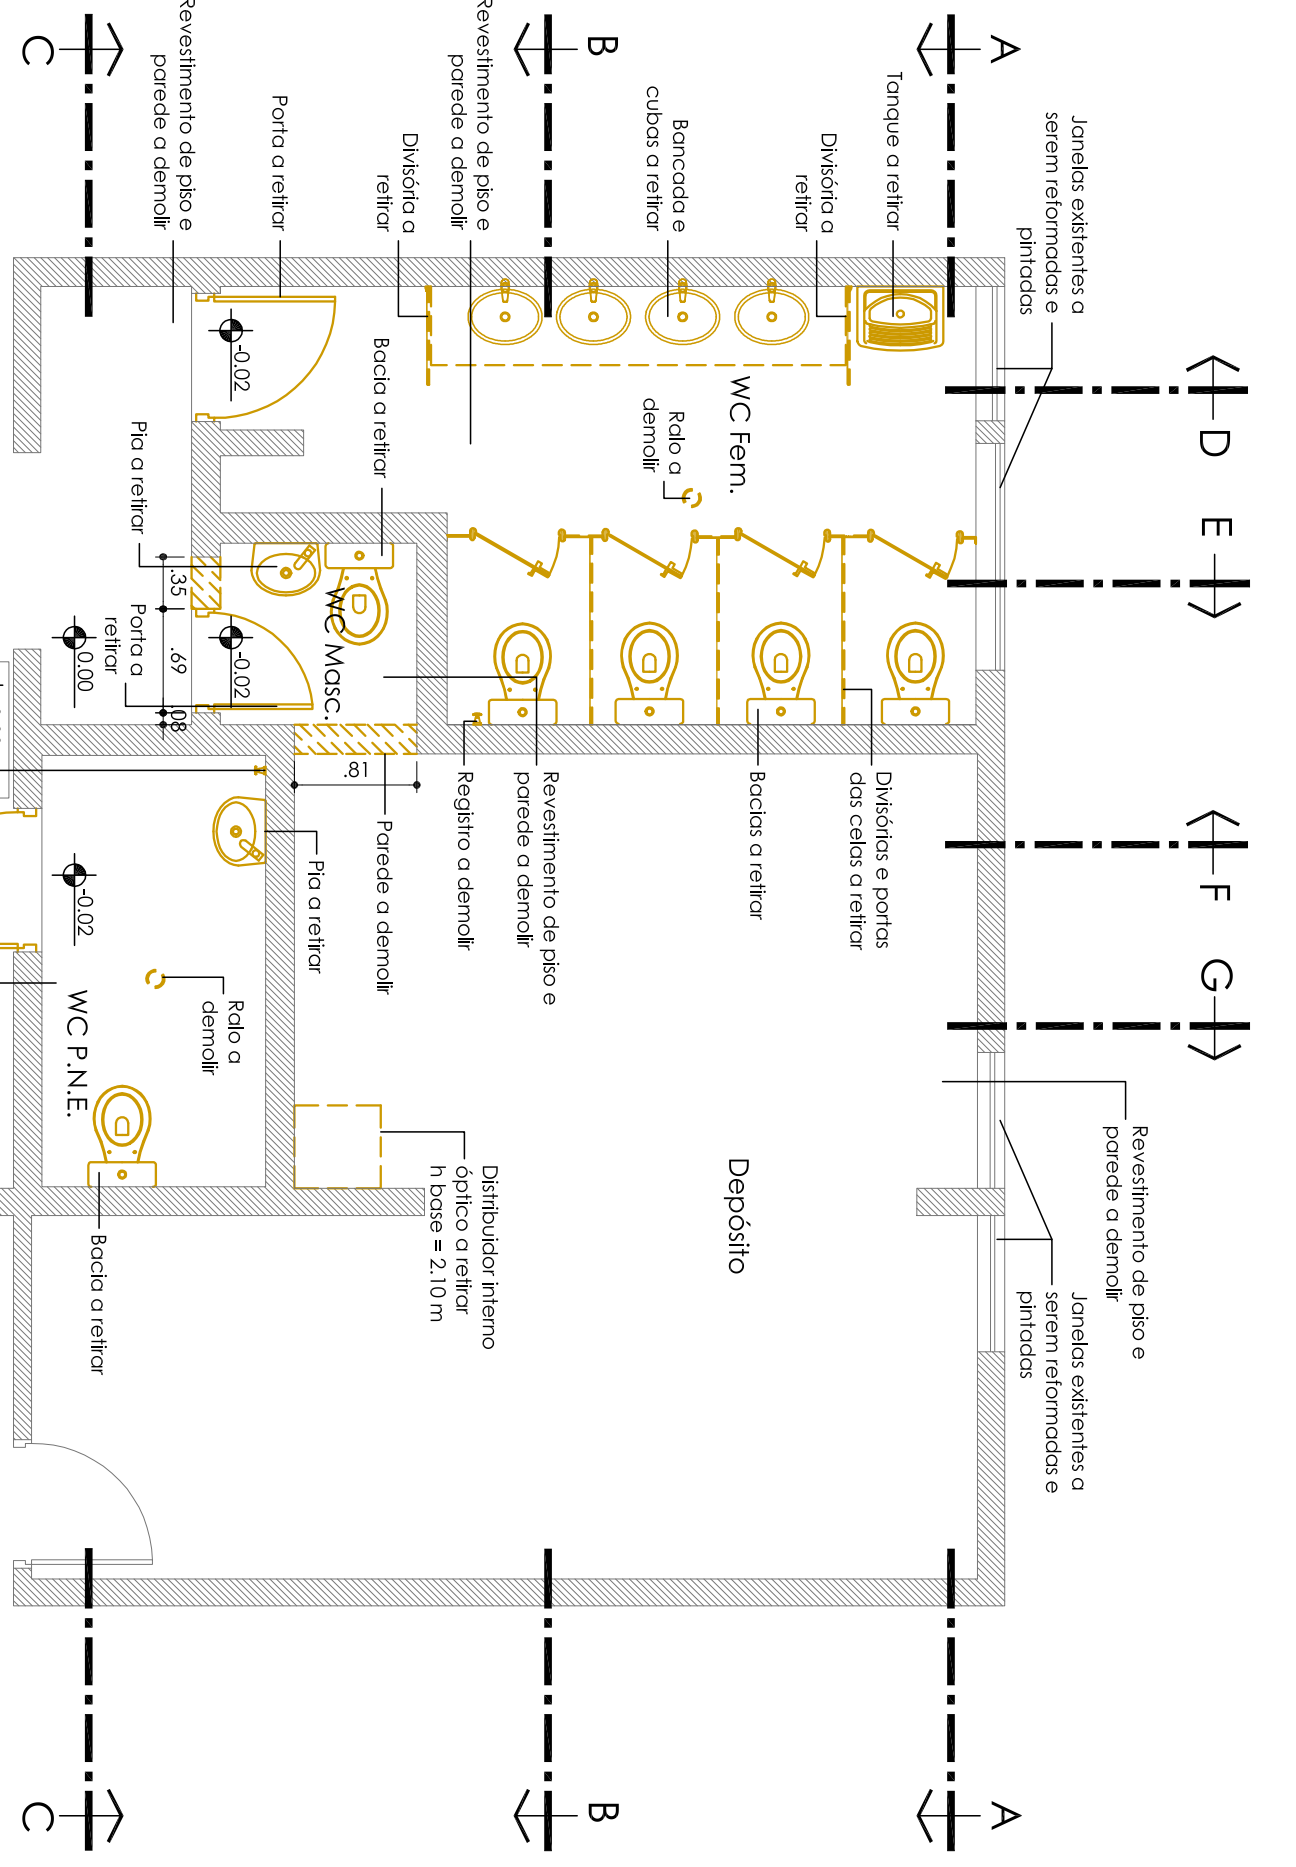 A
B
C
D
E
F
G
A
B
C
Janelas existentes a
serem reformadas e
pintadas
Tanque a retirar
Divisória a
retirar
Bancada e
cubas a retirar
Revestimento de piso e
parede a demolir
Divisória a
retirar
Porta a retirar
Revestimento de piso e
parede a demolir
WC Fem.
Ralo a
demolir
Bacia a retirar
-0.02
Pia a retirar
.35
.69
.08
Porta a
retirar
-0.02
0.00
WC Masc.
Divisórias e portas
das celas a retirar
Bacias a retirar
Revestimento de piso e
parede a demolir
Registro a demolir
.81
Parede a demolir
Pia a retirar
-0.02
Ralo a
demolir
WC P.N.E.
Bacia a retirar
Distribuidor interno
óptico a retirar
h base = 2.10 m
Depósito
Revestimento de piso e
parede a demolir
Janelas existentes a
serem reformadas e
pintadas